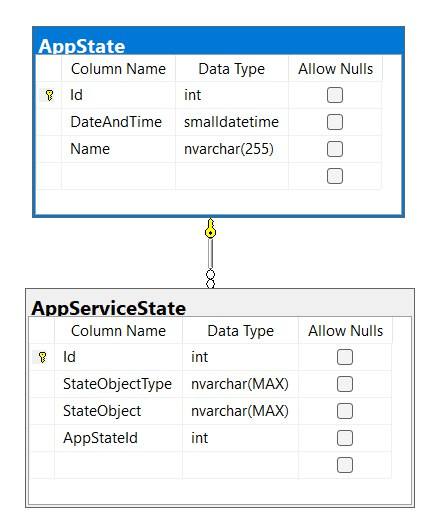 AppState
Column Name Data Type Allow Nulls
Id int
DateAndTime smalldatetime
Name nvarchar(255)
AppServiceState
Column Name Data Type Allow Nulls
Id int
StateObjectType nvarchar(MAX)
StateObject nvarchar(MAX)
AppStateId int